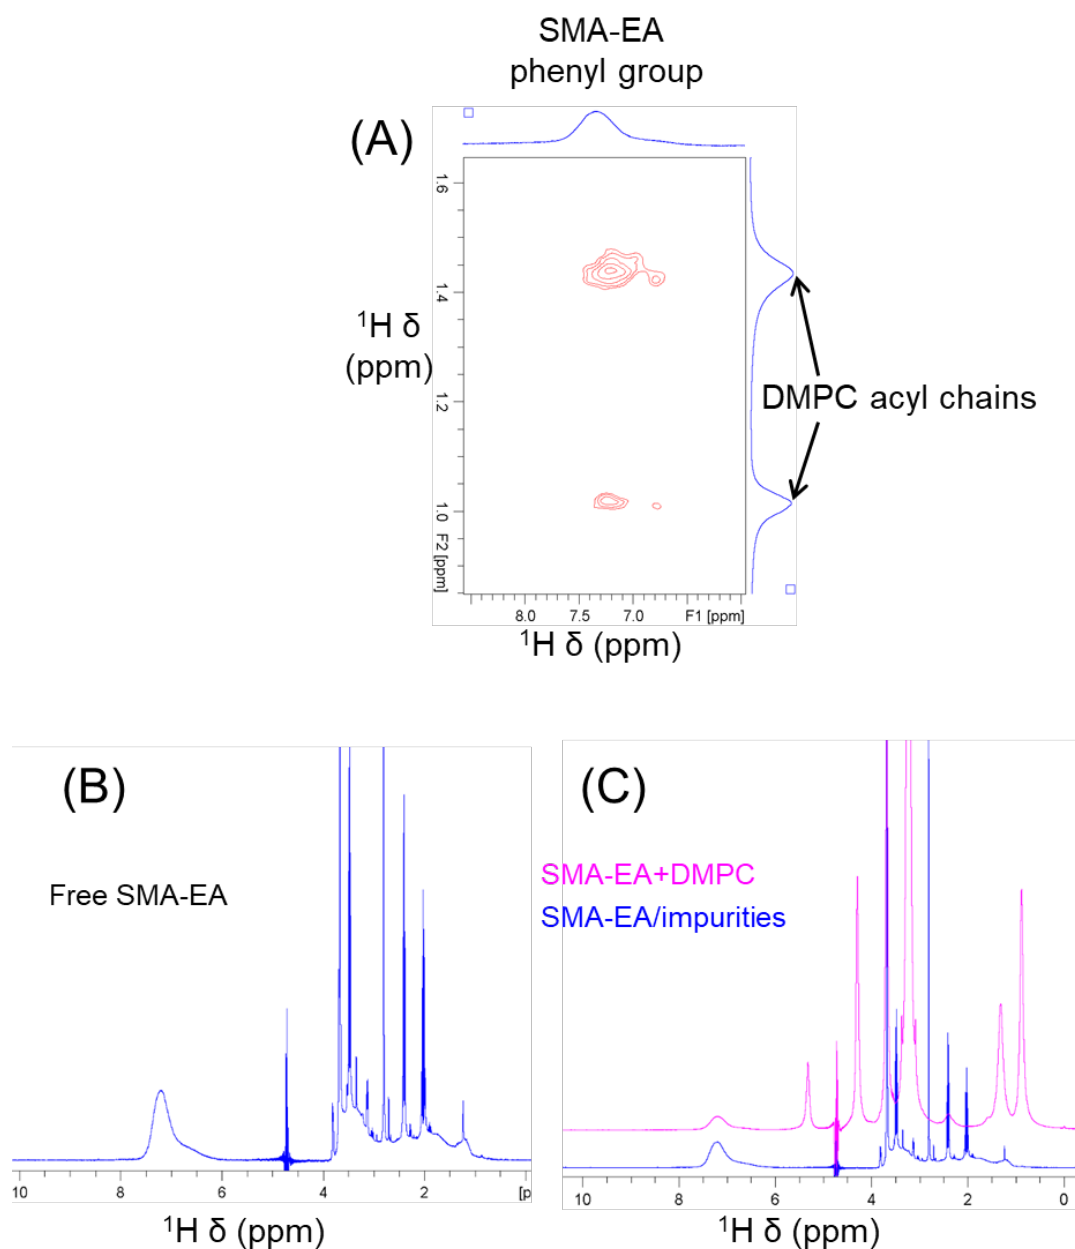 SMA-EA
phenyl group
(A)
1.6
1.4
1.2
1.0
F2 [ppm]
¹H δ
(ppm)
DMPC acyl chains
8.0 7.5 7.0 F1 [ppm]
¹H δ (ppm)
(B)
Free SMA-EA
10 8 6 4 2 [p
¹H δ (ppm)
(C)
SMA-EA+DMPC
SMA-EA/impurities
10 8 6 4 2 0
¹H δ (ppm)